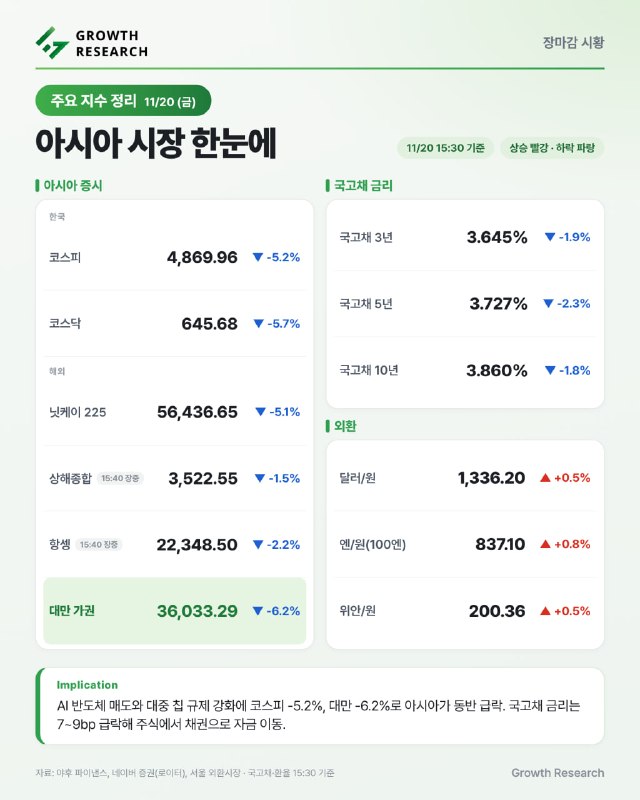 GROWTH
RESEARCH
장마감 시황
주요 지수 정리 11/20 (금)
아시아 시장 한눈에
11/20 15:30 기준
상승 빨강 · 하락 파랑
아시아 증시
한국
코스피 4,869.96 ▼ -5.2%
코스닥 645.68 ▼ -5.7%
해외
닛케이 225 56,436.65 ▼ -5.1%
상해종합 15:40 장중 3,522.55 ▼ -1.5%
항셍 15:40 장중 22,348.50 ▼ -2.2%
대만 가권 36,033.29 ▼ -6.2%
국고채 금리
국고채 3년 3.645% ▼ -1.9%
국고채 5년 3.727% ▼ -2.3%
국고채 10년 3.860% ▼ -1.8%
외환
달러/원 1,336.20 ▲ +0.5%
엔/원(100엔) 837.10 ▲ +0.8%
위안/원 200.36 ▲ +0.5%
Implication
AI 반도체 매도와 대중 칩 규제 강화에 코스피 -5.2%, 대만 -6.2%로 아시아가 동반 급락. 국고채 금리는
7~9bp 급락해 주식에서 채권으로 자금 이동.
자료: 야후 파이낸스, 네이버 증권(로이터), 서울 외환시장 · 국고채·환율 15:30 기준
Growth Research